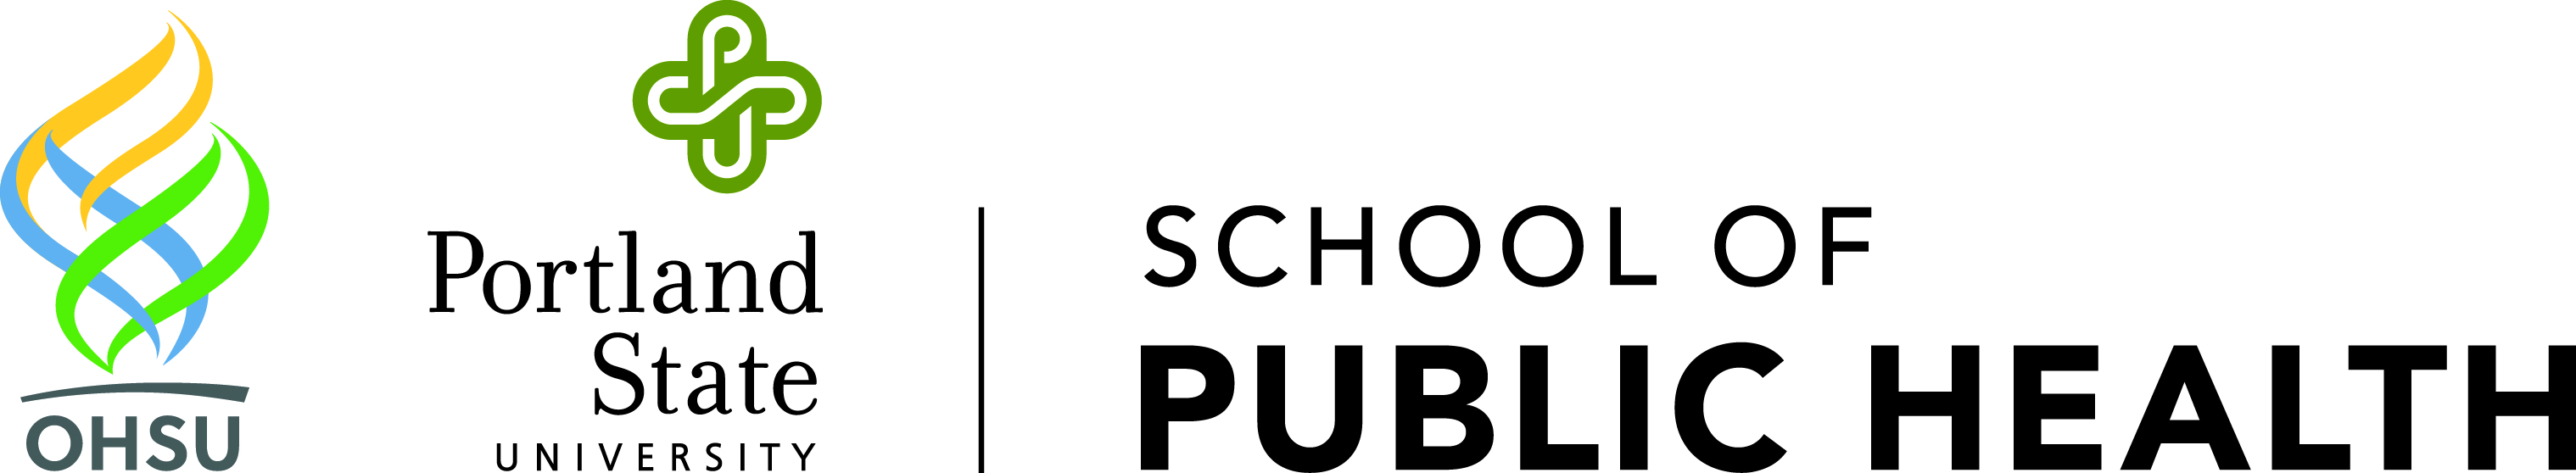 OHSU
Portland
State
UNIVERSITY
SCHOOL OF
PUBLIC HEALTH